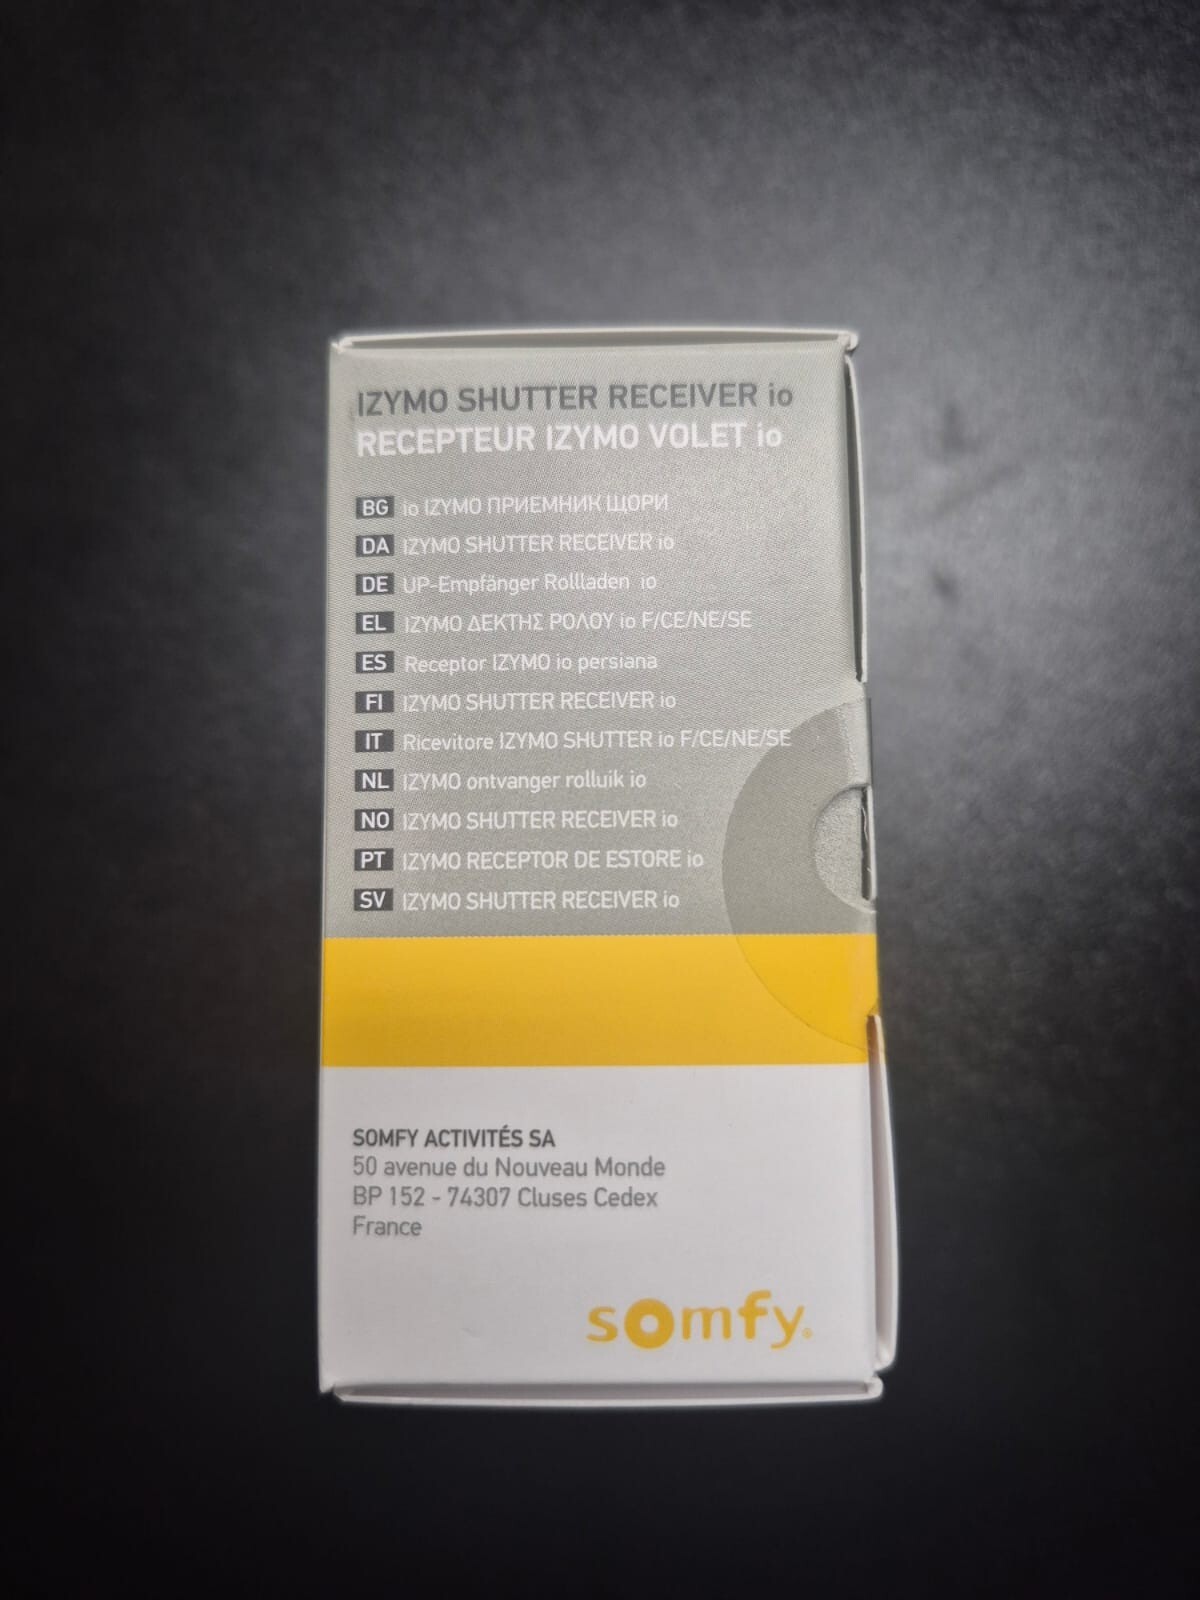 IZYMO SHUTTER RECEIVER io
RECEPTEUR IZYMO VOLET io
BG io IZYMO ПРИЕМНИК ЩОРИ
DA IZYMO SHUTTER RECEIVER io
DE UP-Empfänger Rollladen io
EL IZYMO ΔΕΚΤΗΣ ΡΟΛΟΥ io F/CE/NE/SE
ES Receptor IZYMO io persiana
FI IZYMO SHUTTER RECEIVER io
IT Ricevitore IZYMO SHUTTER io F/CE/NE/SE
NL IZYMO ontvanger rolluik io
NO IZYMO SHUTTER RECEIVER io
PT IZYMO RECEPTOR DE ESTORE io
SV IZYMO SHUTTER RECEIVER io
SOMFY ACTIVITÉS SA
50 avenue du Nouveau Monde
BP 152 - 74307 Cluses Cedex
France
somfy®